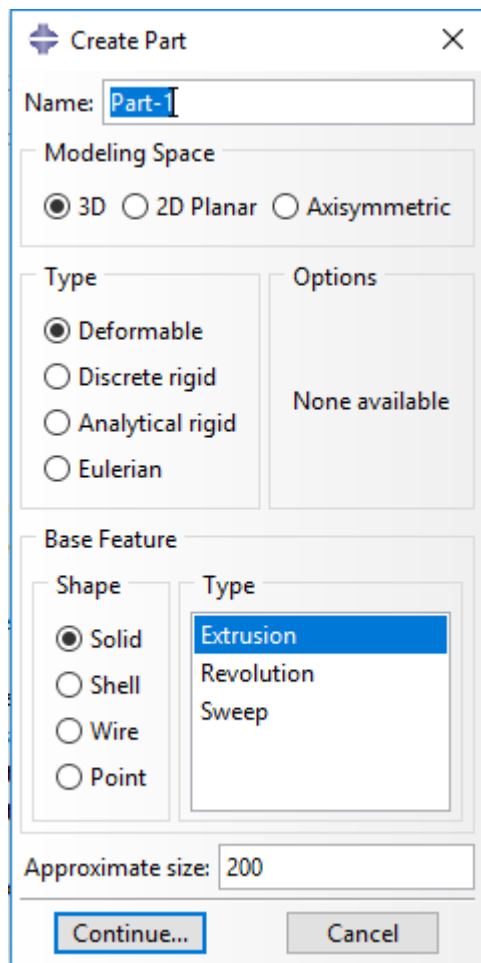 Create Part
Name: Part-1
Modeling Space
3D 2D Planar Axisymmetric
Type
Deformable
Discrete rigid
Analytical rigid
Eulerian
Options
None available
Base Feature
Shape
Solid
Shell
Wire
Point
Type
Extrusion
Revolution
Sweep
Approximate size: 200
Continue... Cancel